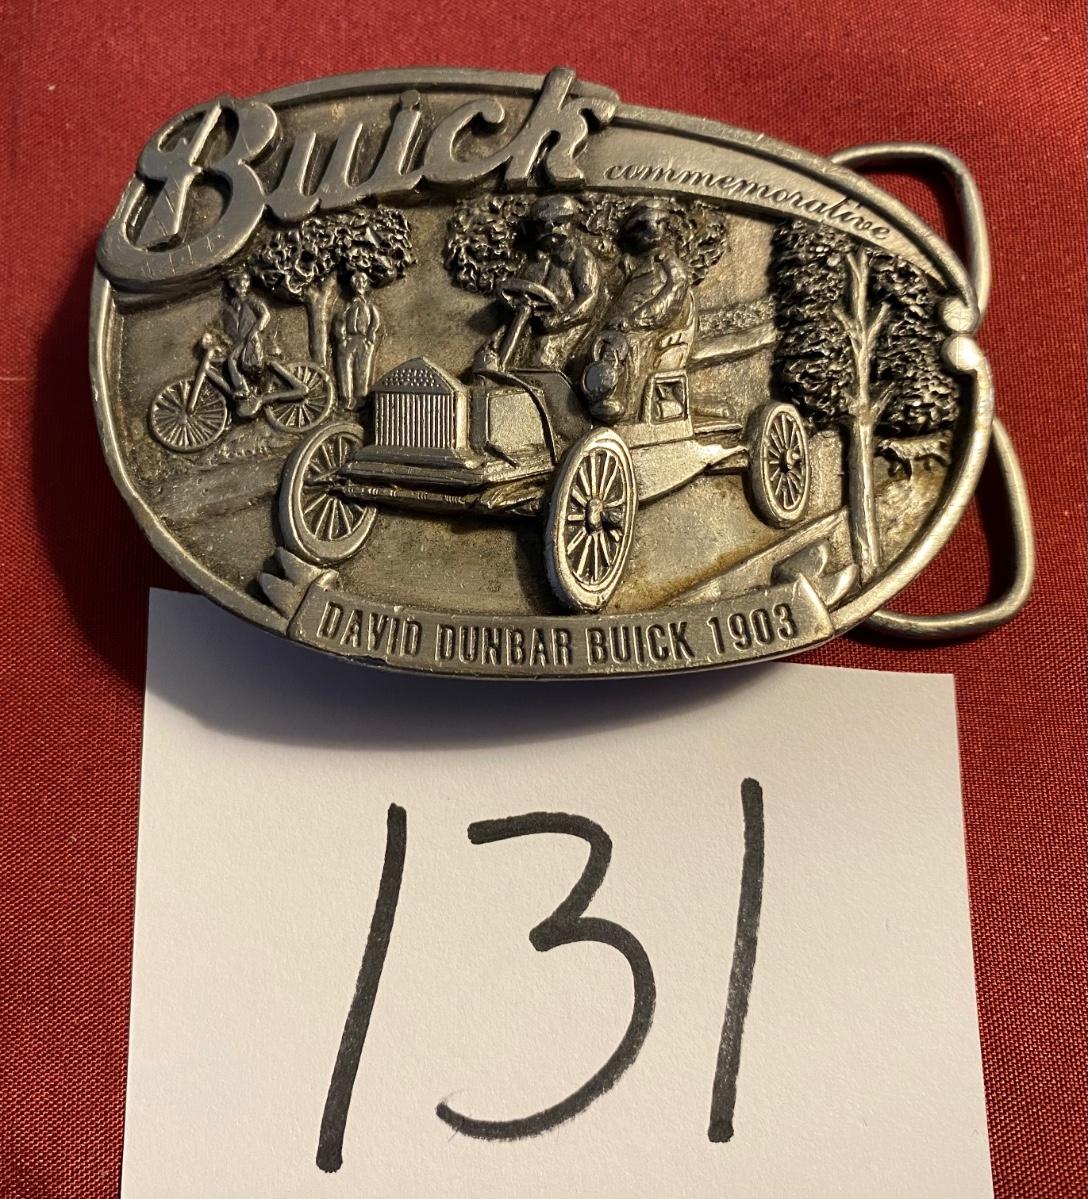 Buick
commemorative
DAVID DUNBAR BUICK 1903
131